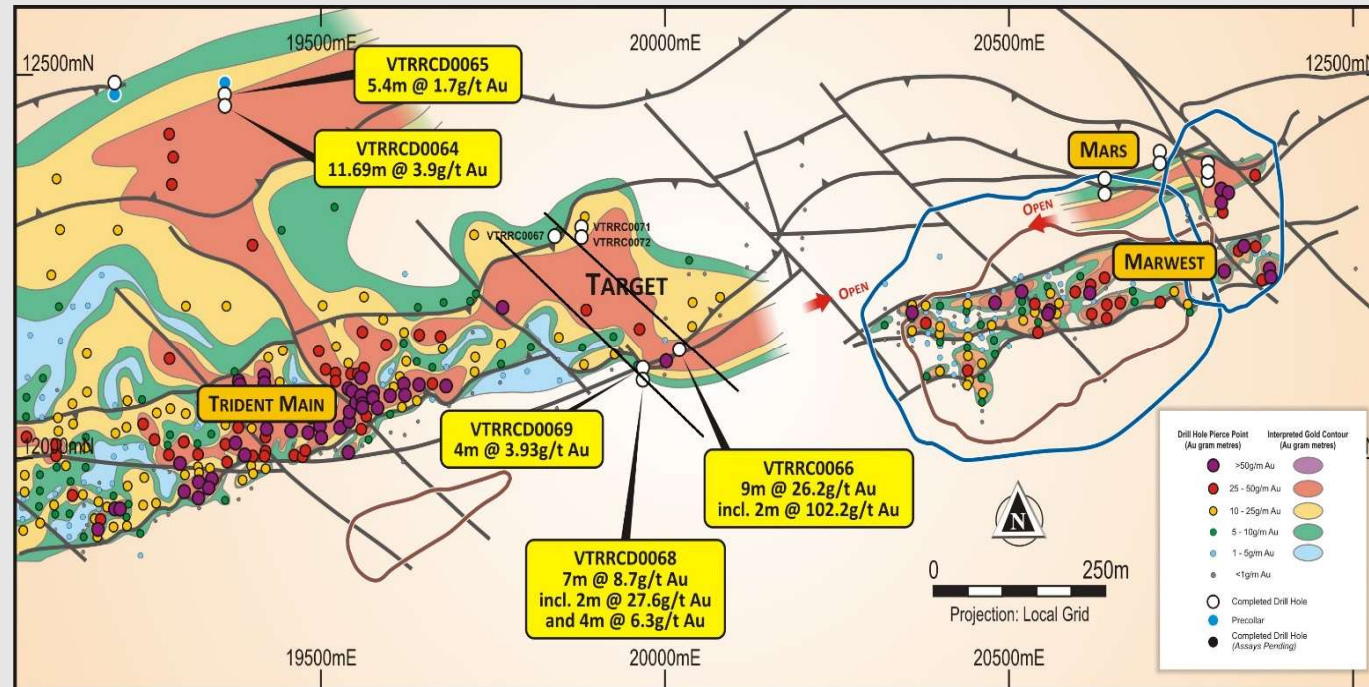 19500mE
20000mE
20500mE
12500mN
12500mN
VTRRCD0065
5.4m @ 1.7g/t Au
VTRRCD0064
11.69m @ 3.9g/t Au
MARS
OPEN
VTRRC0067
VTRRC0071
VTRRC0072
TARGET
MARWEST
OPEN
TRIDENT MAIN
12000mN
VTRRCD0069
4m @ 3.93g/t Au
VTRRC0066
9m @ 26.2g/t Au
incl. 2m @ 102.2g/t Au
VTRRCD0068
7m @ 8.7g/t Au
incl. 2m @ 27.6g/t Au
and 4m @ 6.3g/t Au
N
0 250m
Projection: Local Grid
Drill Hole Pierce Point Interpreted Gold Contour
(Au gram metres) (Au gram metres)
>50g/m Au
25 - 50g/m Au
10 - 25g/m Au
5 - 10g/m Au
1 - 5g/m Au
<1g/m Au
Completed Drill Hole
Precollar
Completed Drill Hole
(Assays Pending)
19500mE
20000mE
20500mE